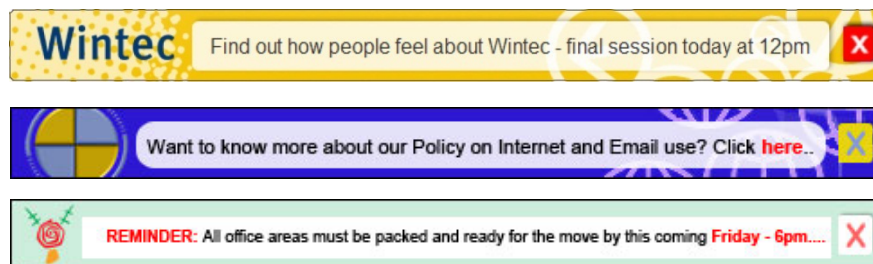 Wintec Find out how people feel about Wintec - final session today at 12pm X
Want to know more about our Policy on Internet and Email use? Click here.. X
REMINDER: All office areas must be packed and ready for the move by this coming Friday - 6pm.... X